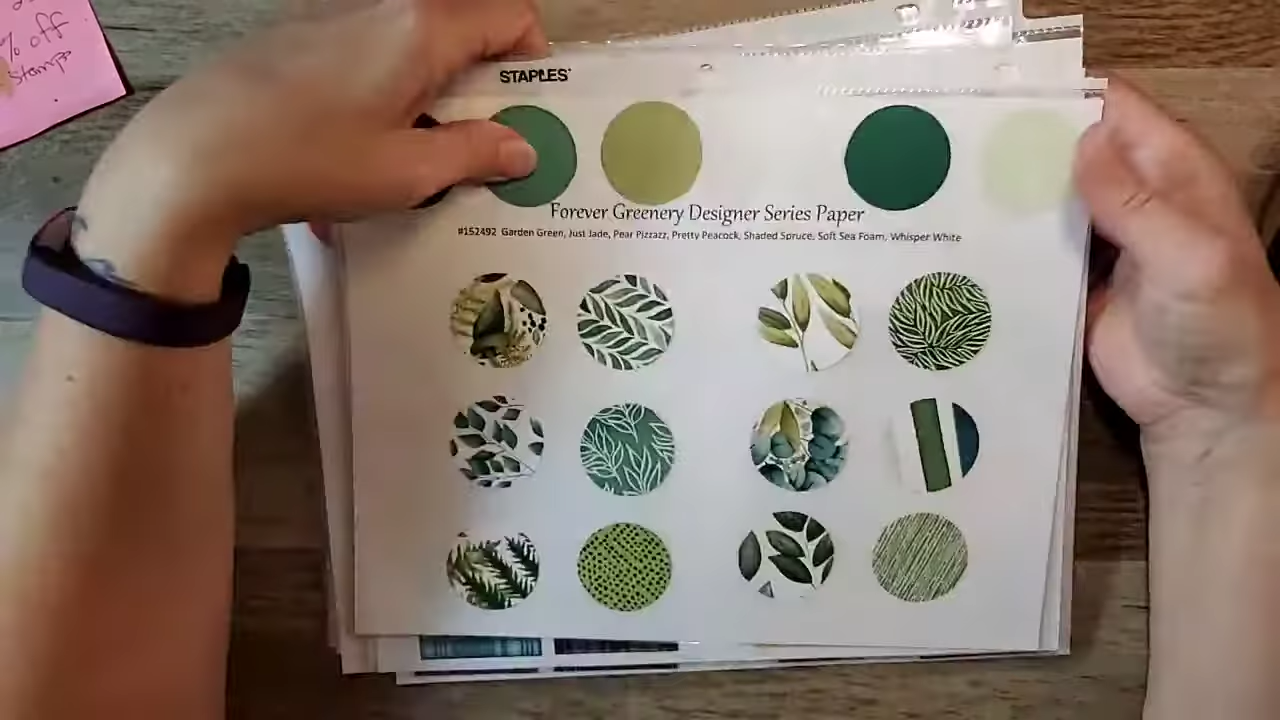 % off
stamps
STAPLES
Forever Greenery Designer Series Paper
#152492 Garden Green, Just Jade, Pear Pizzazz, Pretty Peacock, Shaded Spruce, Soft Sea Foam, Whisper White